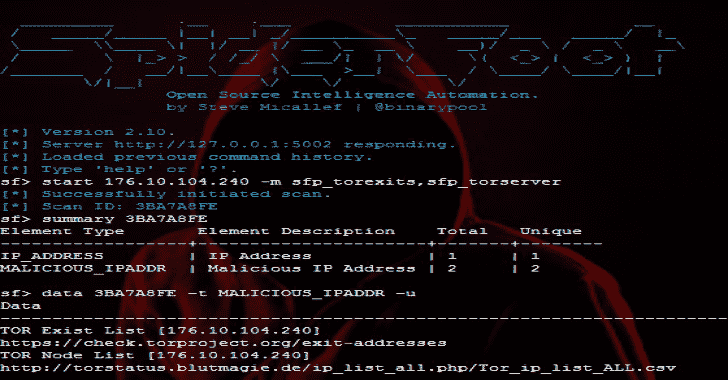 SpiderFoot
Open Source Intelligence Automation.
by Steve Micallef | @binarypool
[*] Version 2.10.
[*] Server http://127.0.0.1:5002 responding.
[*] Loaded previous command history.
[*] Type 'help' or '?'.
sf> start 176.10.104.240 -m sfp_torexits,sfp_torserver
[*] Successfully initiated scan.
[*] Scan ID: 3BA7A8FE
sf> summary 3BA7A8FE
Element Type | Element Description | Total | Unique
IP_ADDRESS | IP Address | 1 | 1
MALICIOUS_IPADDR | Malicious IP Address | 2 | 2
sf> data 3BA7A8FE -t MALICIOUS_IPADDR -u
Data
TOR Exist List [176.10.104.240]
https://check.torproject.org/exit-addresses
TOR Node List [176.10.104.240]
http://torstatus.blutmagie.de/ip_list_all.php/Tor_ip_list_ALL.csv